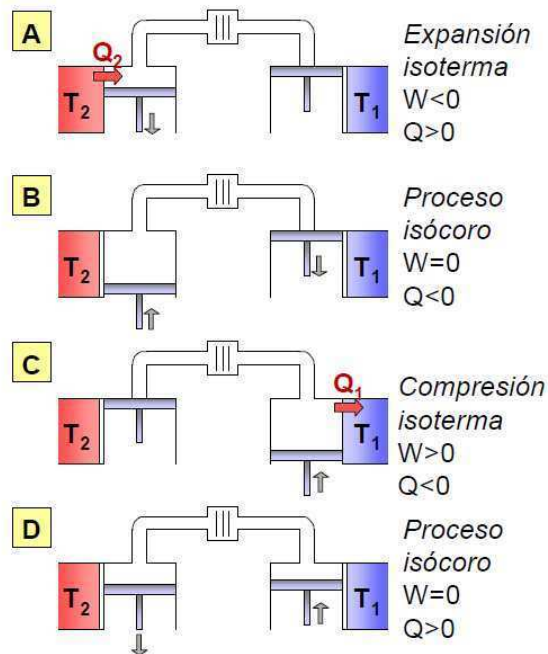 A
Q2
T2
T1
Expansión
isoterma
W<0
Q>0
B
T2
T1
Proceso
isócoro
W=0
Q<0
C
T2
Q1
T1
Compresión
isoterma
W>0
Q<0
D
T2
T1
Proceso
isócoro
W=0
Q>0